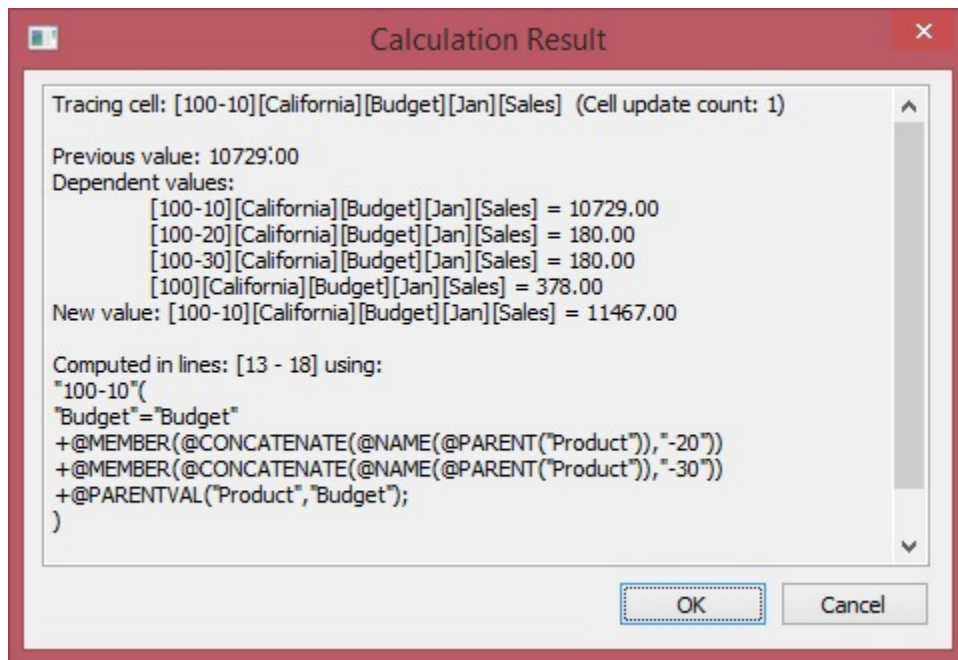 Calculation Result
Tracing cell: [100-10][California][Budget][Jan][Sales] (Cell update count: 1)
Previous value: 10729.00
Dependent values:
[100-10][California][Budget][Jan][Sales] = 10729.00
[100-20][California][Budget][Jan][Sales] = 180.00
[100-30][California][Budget][Jan][Sales] = 180.00
[100][California][Budget][Jan][Sales] = 378.00
New value: [100-10][California][Budget][Jan][Sales] = 11467.00
Computed in lines: [13 - 18] using:
"100-10"(
"Budget"="Budget"
+@MEMBER(@CONCATENATE(@NAME(@PARENT("Product")),"-20"))
+@MEMBER(@CONCATENATE(@NAME(@PARENT("Product")),"-30"))
+@PARENTVAL("Product","Budget");
)
OK Cancel